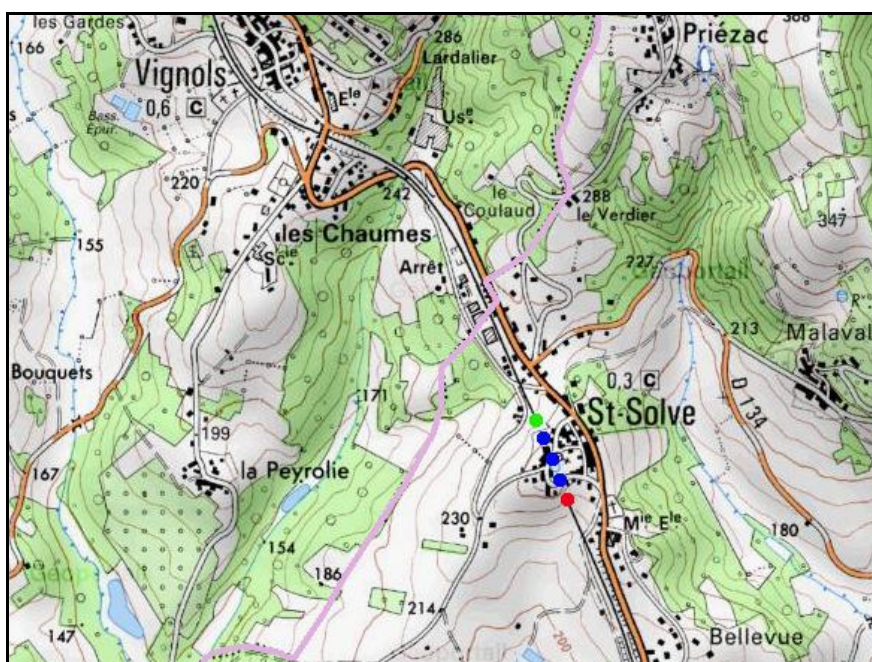 les Gardes
286
Priézac
388
166
Lardalier
Vignols
Ele
0,6 C
Bass.
Épur.
Use
220
242
288
le Coulaud
le Verdier
347
155
les Chaumes
Scie
Arrêt
227
213
Malaval
Bouquets
171
0,3 C
D 134
St-Solve
199
167
la Peyrolie
230
Mie Ele
180
154
186
214
147
200
Bellevue